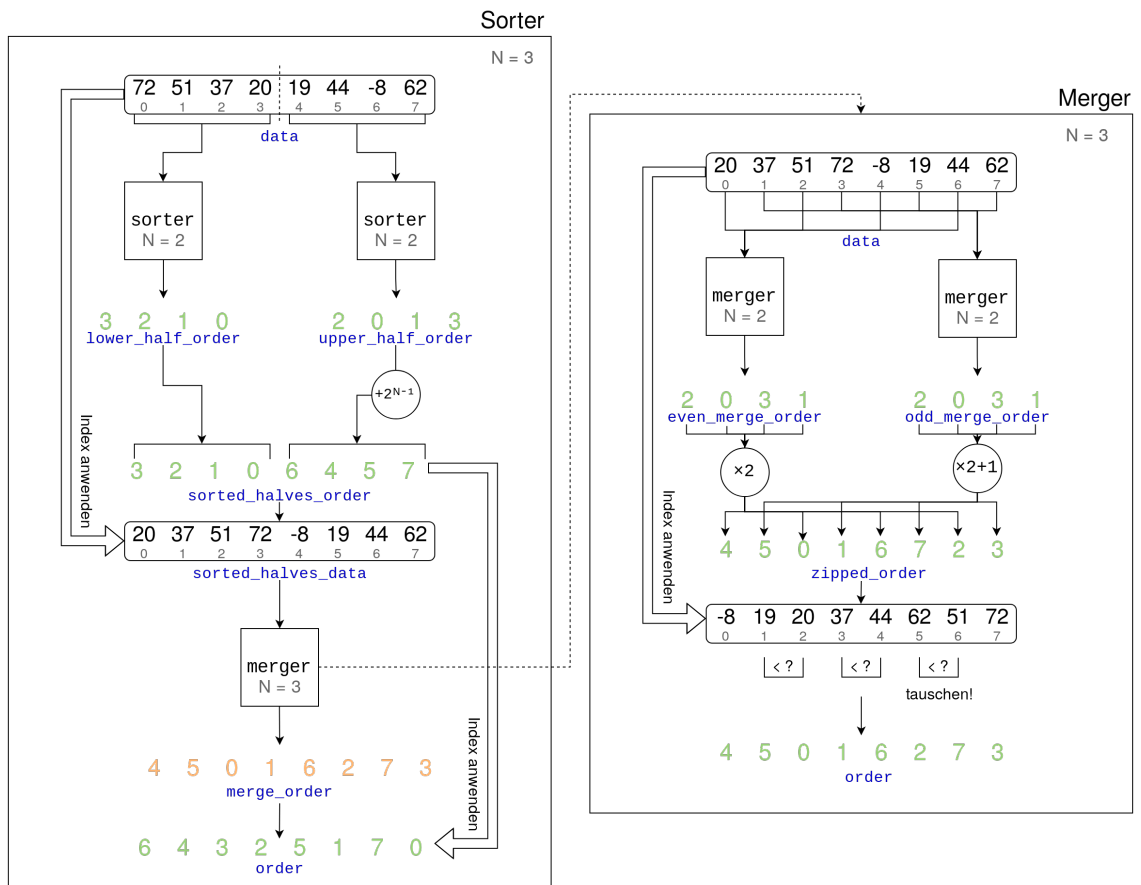 Sorter
N = 3
72 51 37 20 19 44 -8 62
0 1 2 3 4 5 6 7
data
sorter
N = 2
sorter
N = 2
3 2 1 0
lower_half_order
2 0 1 3
upper_half_order
+2^N-1
Index anwenden
3 2 1 0 6 4 5 7
sorted_halves_order
20 37 51 72 -8 19 44 62
0 1 2 3 4 5 6 7
sorted_halves_data
merger
N = 3
Index anwenden
4 5 0 1 6 2 7 3
merge_order
6 4 3 2 5 1 7 0
order
Merger
N = 3
20 37 51 72 -8 19 44 62
0 1 2 3 4 5 6 7
data
merger
N = 2
merger
N = 2
2 0 3 1
even_merge_order
2 0 3 1
odd_merge_order
×2
×2+1
Index anwenden
4 5 0 1 6 7 2 3
zipped_order
-8 19 20 37 44 62 51 72
0 1 2 3 4 5 6 7
< ? < ? < ?
tauschen!
4 5 0 1 6 2 7 3
order